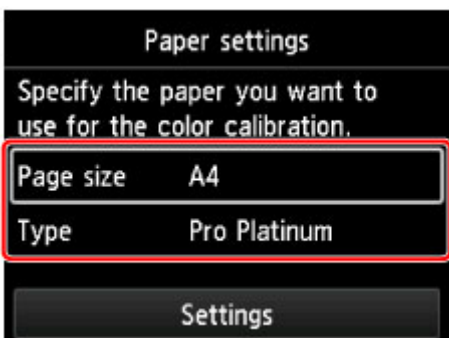 Paper settings
Specify the paper you want to
use for the color calibration.
Page size A4
Type Pro Platinum
Settings